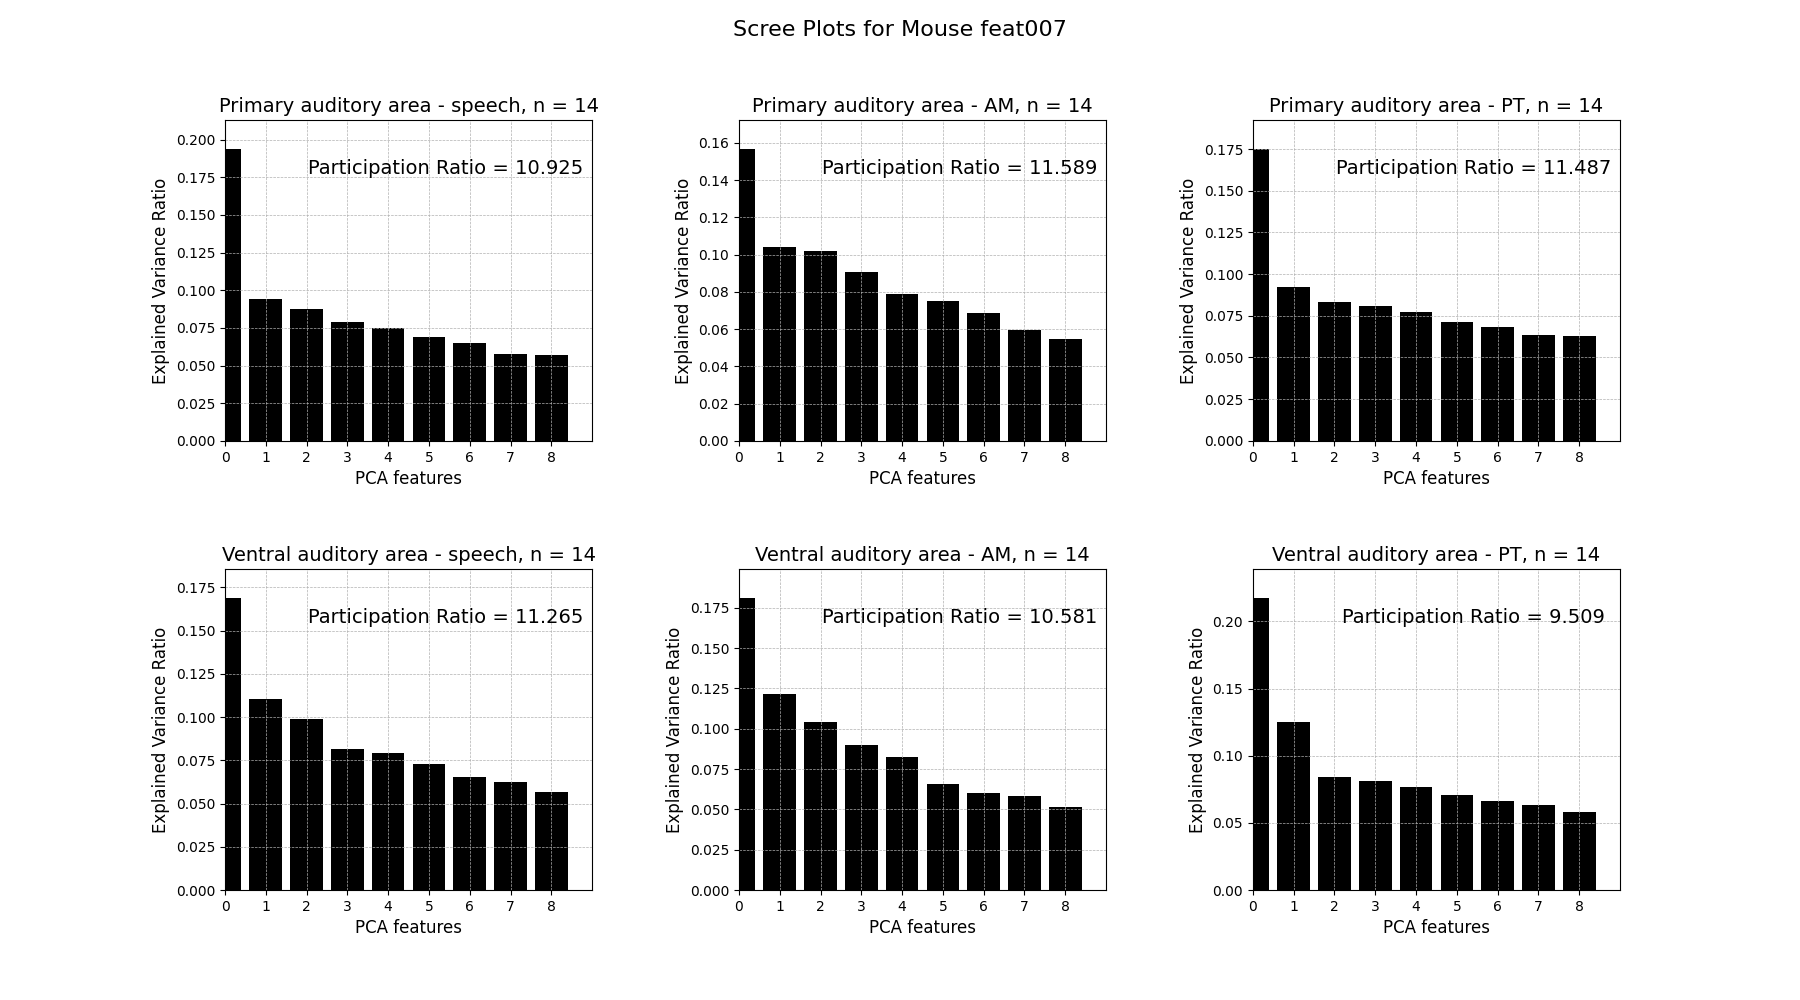 Scree Plots for Mouse feat007
Primary auditory area - speech, n = 14
Participation Ratio = 10.925
Explained Variance Ratio
0.200
0.175
0.150
0.125
0.100
0.075
0.050
0.025
0.000
0 1 2 3 4 5 6 7 8
PCA features
Primary auditory area - AM, n = 14
Participation Ratio = 11.589
Explained Variance Ratio
0.16
0.14
0.12
0.10
0.08
0.06
0.04
0.02
0.00
0 1 2 3 4 5 6 7 8
PCA features
Primary auditory area - PT, n = 14
Participation Ratio = 11.487
Explained Variance Ratio
0.175
0.150
0.125
0.100
0.075
0.050
0.025
0.000
0 1 2 3 4 5 6 7 8
PCA features
Ventral auditory area - speech, n = 14
Participation Ratio = 11.265
Explained Variance Ratio
0.175
0.150
0.125
0.100
0.075
0.050
0.025
0.000
0 1 2 3 4 5 6 7 8
PCA features
Ventral auditory area - AM, n = 14
Participation Ratio = 10.581
Explained Variance Ratio
0.175
0.150
0.125
0.100
0.075
0.050
0.025
0.000
0 1 2 3 4 5 6 7 8
PCA features
Ventral auditory area - PT, n = 14
Participation Ratio = 9.509
Explained Variance Ratio
0.20
0.15
0.10
0.05
0.00
0 1 2 3 4 5 6 7 8
PCA features